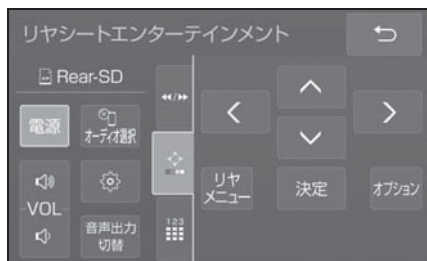 リヤシートエンターテインメント
Rear-SD
電源
オーディオ選択
VOL
音声出力
切替
123
リヤ
メニュー
決定
オプション